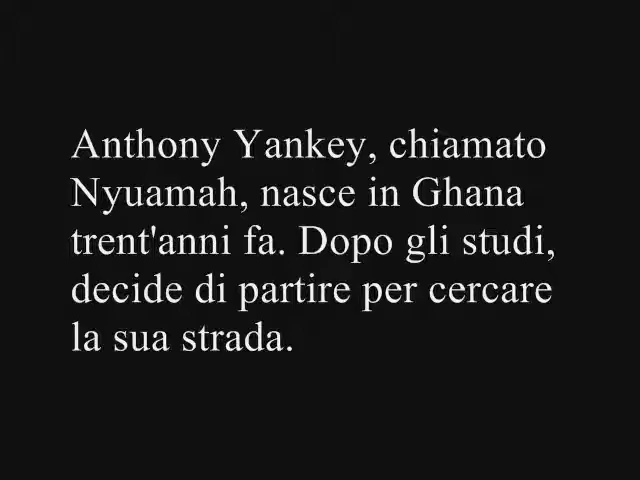 Anthony Yankey, chiamato
Nyuamah, nasce in Ghana
trent'anni fa. Dopo gli studi,
decide di partire per cercare
la sua strada.